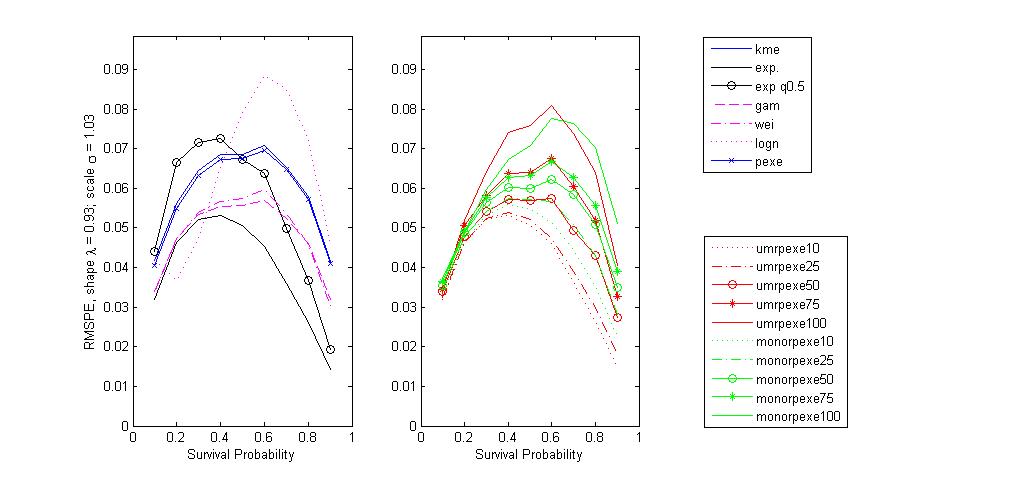 RMSPE, shape λ = 0.93; scale σ = 1.03
0.09
0.08
0.07
0.06
0.05
0.04
0.03
0.02
0.01
0
0 0.2 0.4 0.6 0.8 1
Survival Probability
0.09
0.08
0.07
0.06
0.05
0.04
0.03
0.02
0.01
0
0 0.2 0.4 0.6 0.8 1
Survival Probability
kme
exp.
exp q0.5
gam
wei
logn
pexe
umrpexe10
umrpexe25
umrpexe50
umrpexe75
umrpexe100
monorpexe10
monorpexe25
monorpexe50
monorpexe75
monorpexe100